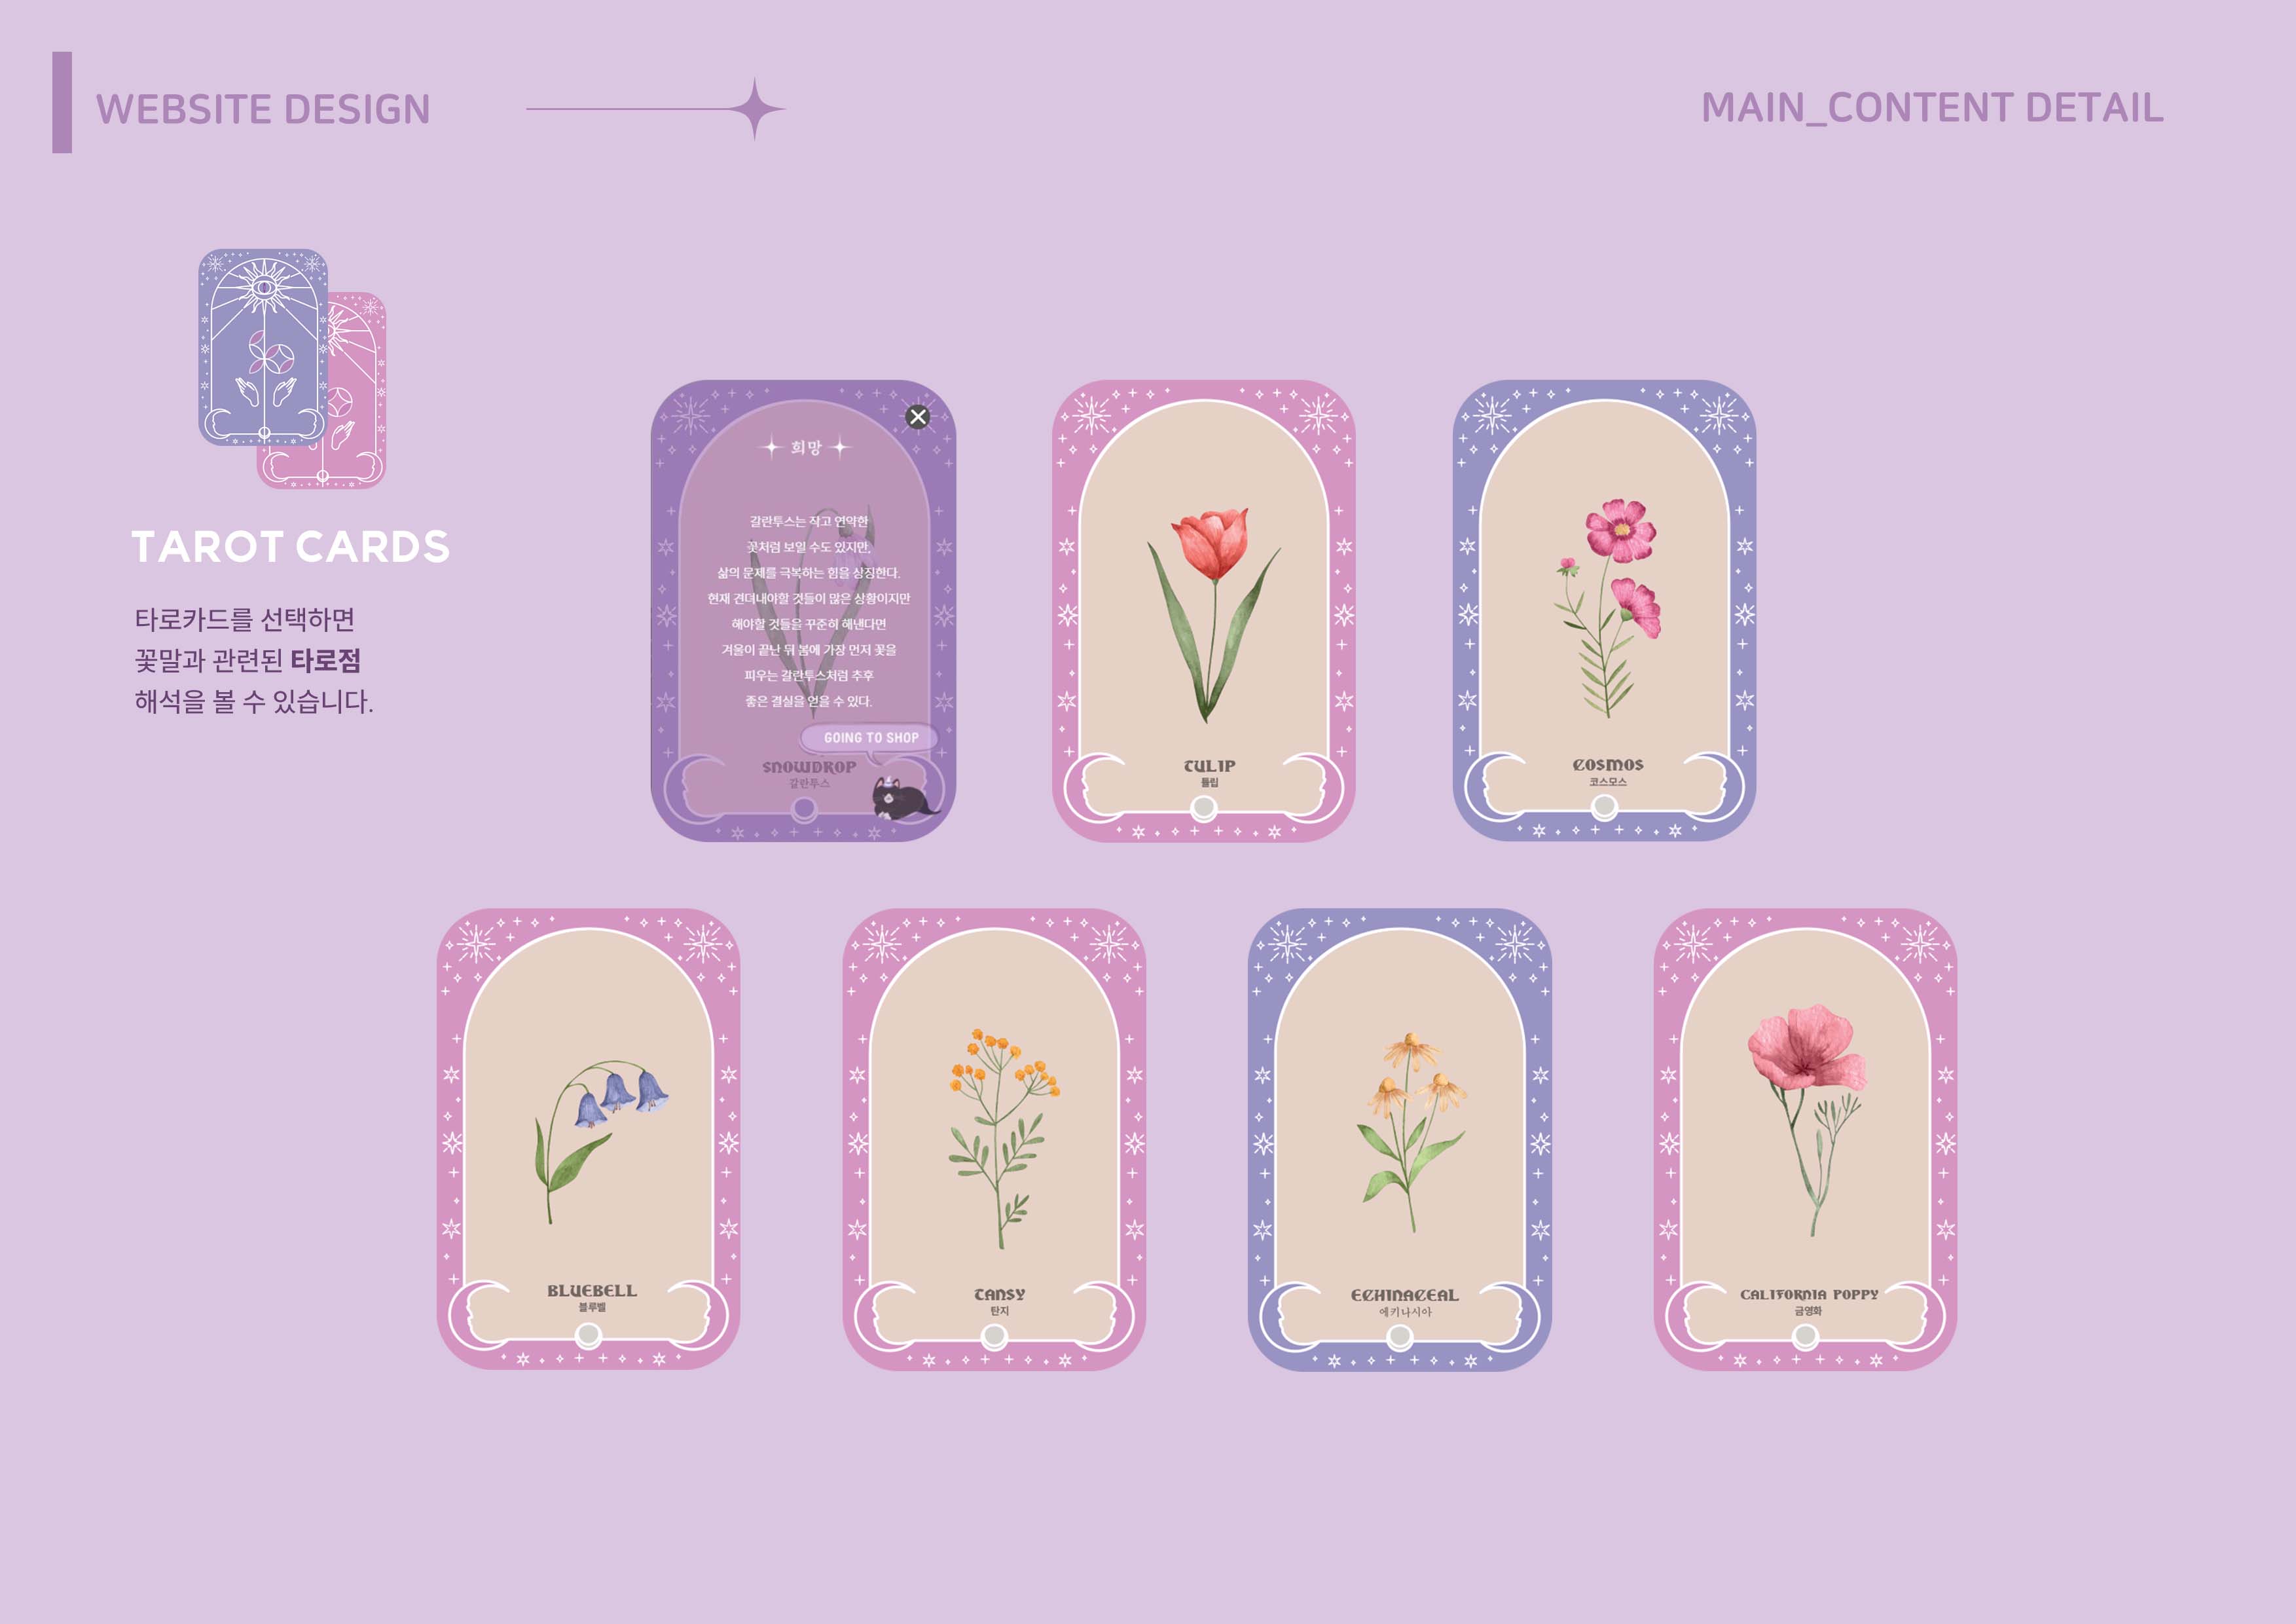 WEBSITE DESIGN
MAIN_CONTENT DETAIL
TAROT CARDS
타로카드를 선택하면
꽃말과 관련된 타로점
해석을 볼 수 있습니다.
희망
갈란투스는 작고 연약한
꽃처럼 보일 수도 있지만,
삶의 문제를 극복하는 힘을 상징한다.
현재 견뎌내야할 것들이 많은 상황이지만
해야할 것들을 꾸준히 해낸다면
겨울이 끝난 뒤 봄에 가장 먼저 꽃을
피우는 갈란투스처럼 추후
좋은 결실을 얻을 수 있다.
GOING TO SHOP
SNOWDROP
갈란투스
TULIP
튤립
COSMOS
코스모스
BLUEBELL
블루벨
TANSY
탄지
ECHINACEAL
에키나시아
CALIFORNIA POPPY
금영화